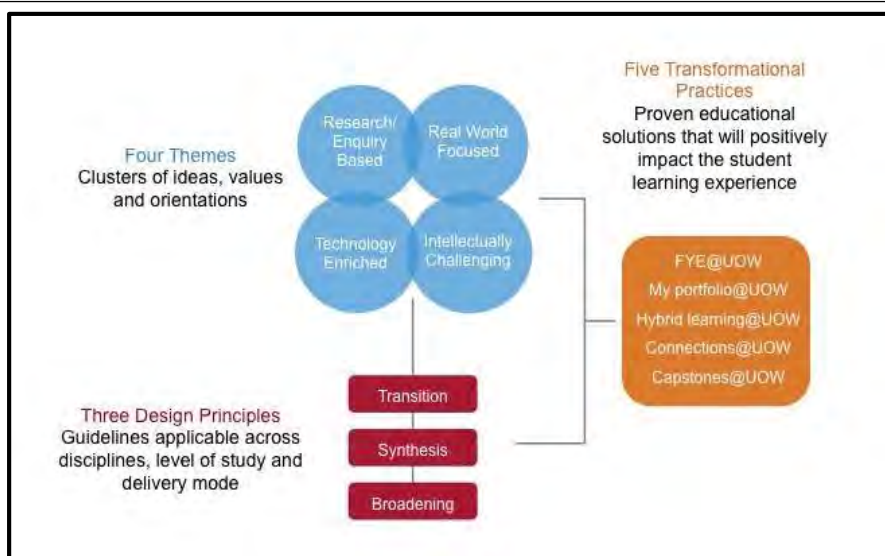 Four Themes
Clusters of ideas, values
and orientations
Research/
Enquiry
Based
Real World
Focused
Technology
Enriched
Intellectually
Challenging
Five Transformational
Practices
Proven educational
solutions that will positively
impact the student
learning experience
FYE@UOW
My portfolio@UOW
Hybrid learning@UOW
Connections@UOW
Capstones@UOW
Three Design Principles
Guidelines applicable across
disciplines, level of study and
delivery mode
Transition
Synthesis
Broadening